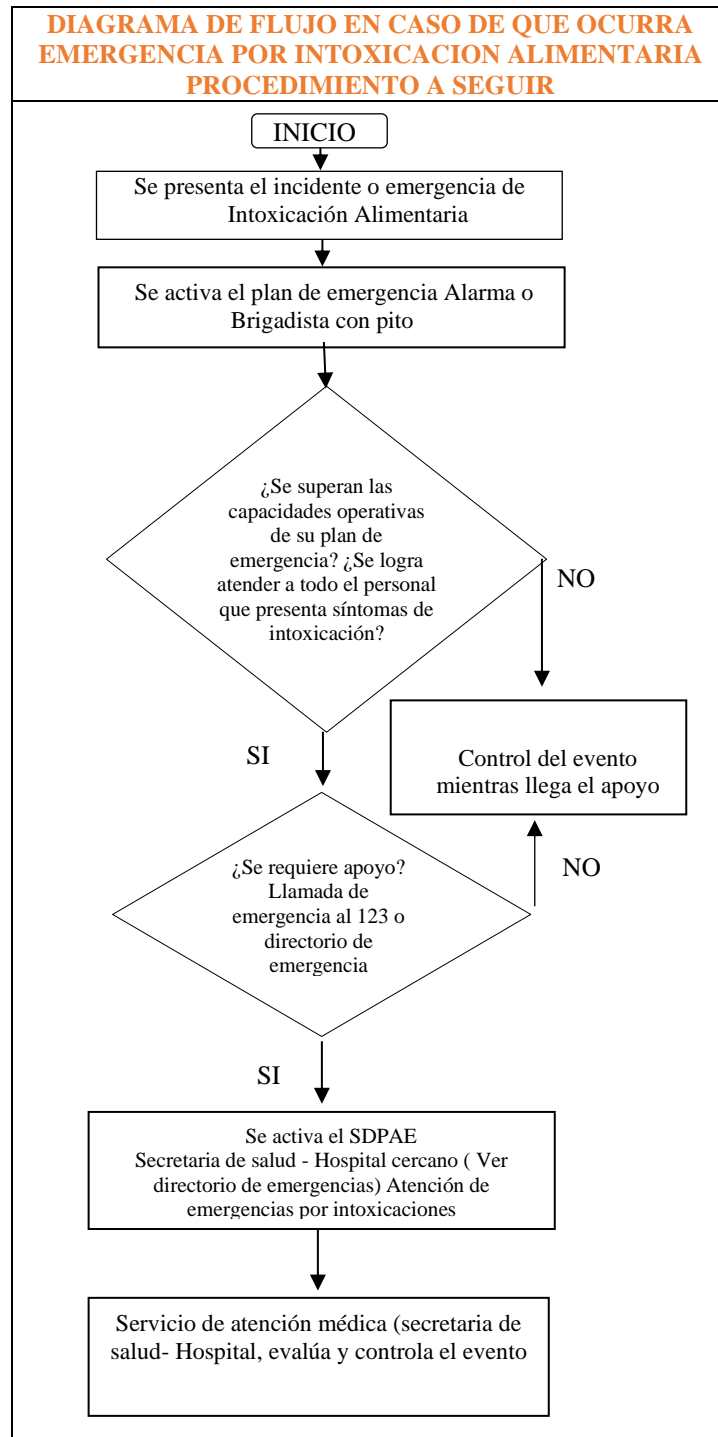 DIAGRAMA DE FLUJO EN CASO DE QUE OCURRA
EMERGENCIA POR INTOXICACION ALIMENTARIA
PROCEDIMIENTO A SEGUIR
INICIO
Se presenta el incidente o emergencia de
Intoxicación Alimentaria
Se activa el plan de emergencia Alarma o
Brigadista con pito
¿Se superan las
capacidades operativas
de su plan de
emergencia? ¿Se logra
atender a todo el personal
que presenta síntomas de
intoxicación?
NO
SI
Control del evento
mientras llega el apoyo
¿Se requiere apoyo?
Llamada de
emergencia al 123 o
directorio de
emergencia
NO
SI
Se activa el SDPAE
Secretaria de salud - Hospital cercano ( Ver
directorio de emergencias) Atención de
emergencias por intoxicaciones
Servicio de atención médica (secretaria de
salud- Hospital, evalúa y controla el evento